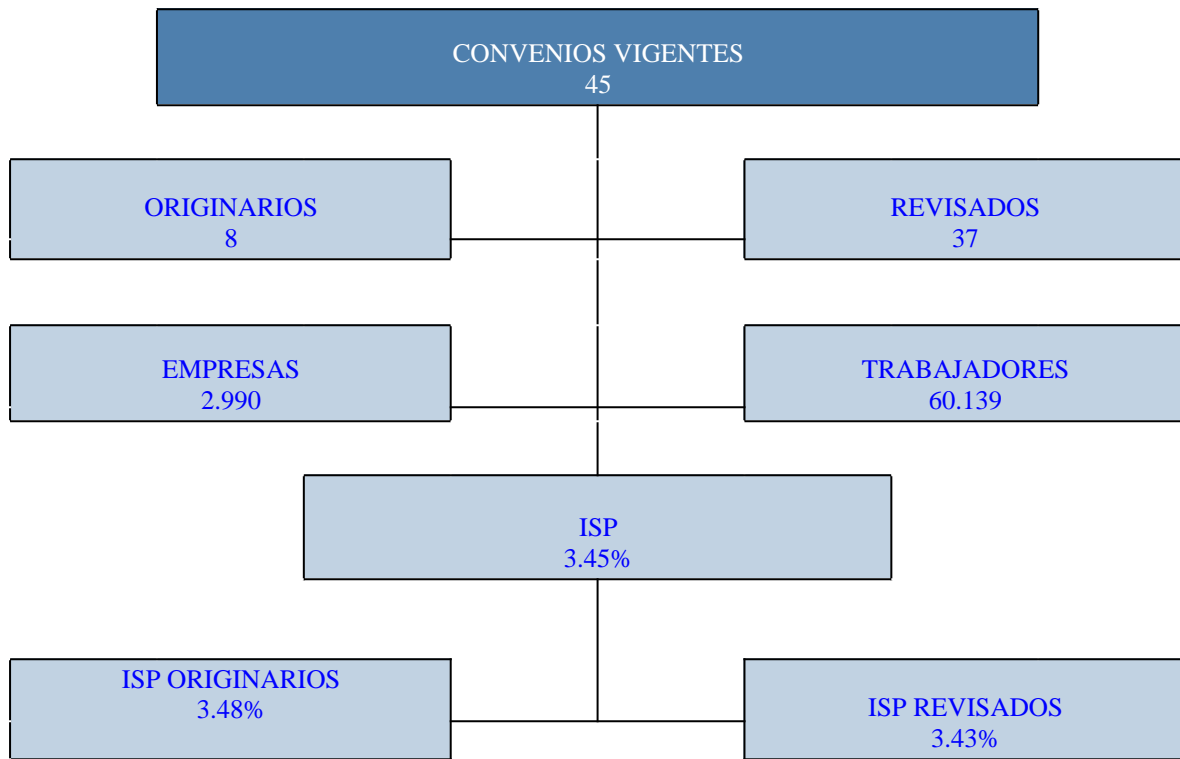 CONVENIOS VIGENTES
45
ORIGINARIOS
8
REVISADOS
37
EMPRESAS
2.990
TRABAJADORES
60.139
ISP
3.45%
ISP ORIGINARIOS
3.48%
ISP REVISADOS
3.43%